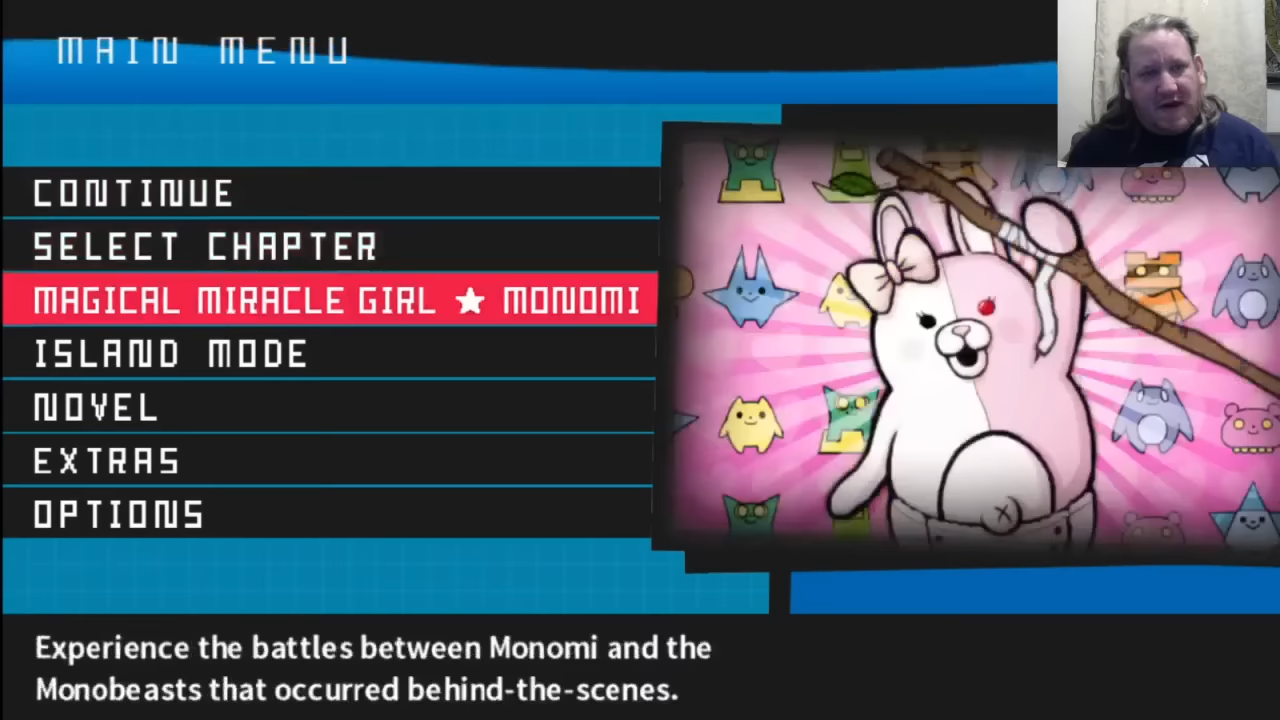 MAIN MENU
CONTINUE
SELECT CHAPTER
MAGICAL MIRACLE GIRL ★ MONOMI
ISLAND MODE
NOVEL
EXTRAS
OPTIONS
Experience the battles between Monomi and the
Monobeasts that occurred behind-the-scenes.